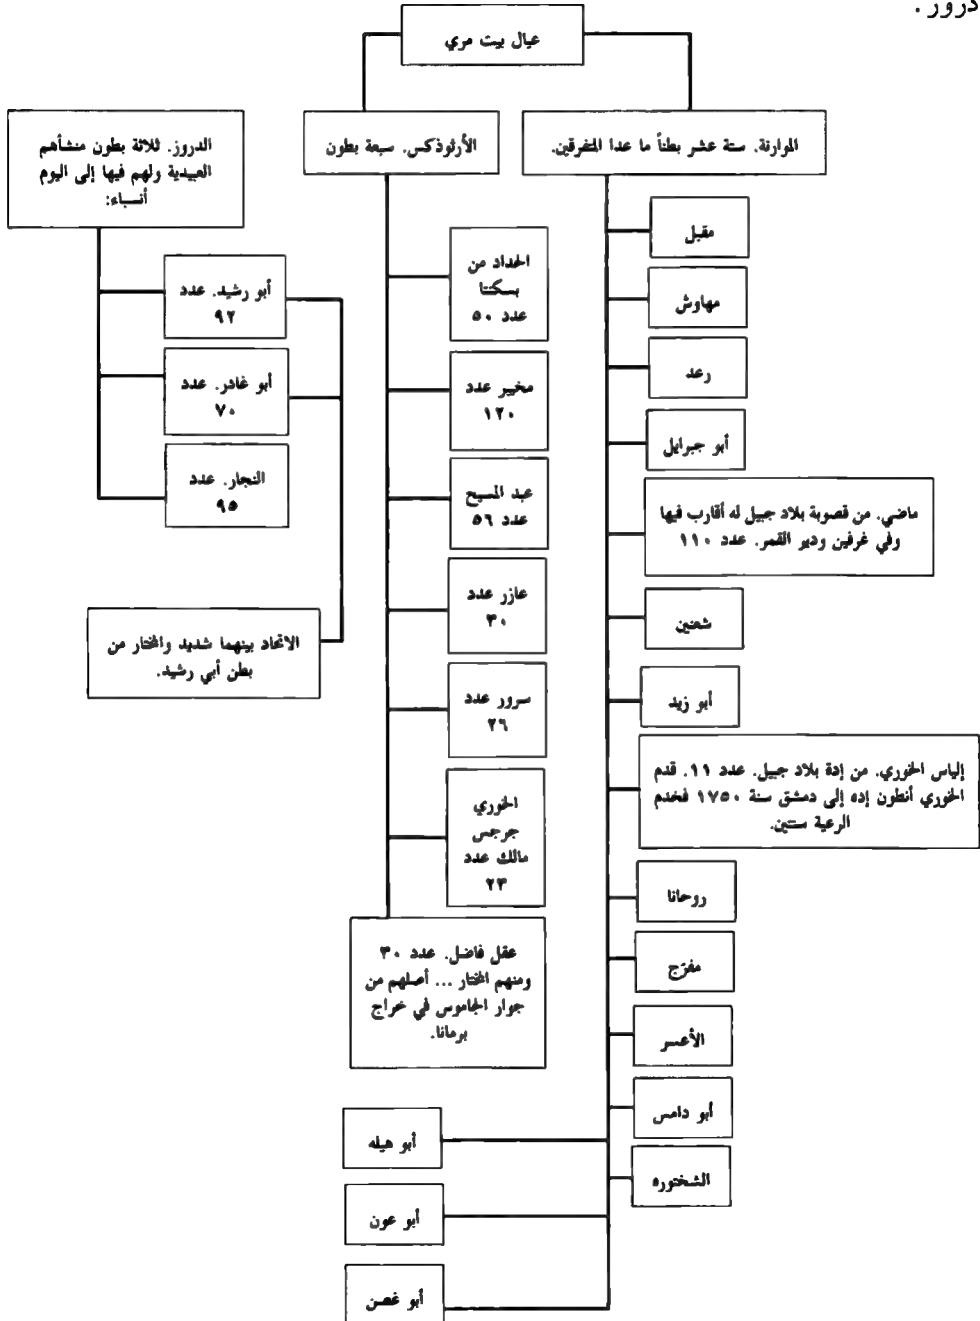 دروز.
عيال بيت مري
الموارنة. ستة عشر بطناً ما عدا المتفرقين.
مقبل
مهاوش
رعد
أبو جبرايل
ماضي. من قصوبة بلاد جبيل له أقارب فيها
وفي غرفين ودير القمر. عدد ١١٠
شعنين
أبو زيد
إلياس الخوري. من إدة بلاد جبيل. عدد ١١. قدم
الخوري أنطون إده إلى دمشق سنة ١٧٥٠ فخدم
الرعية سنتين.
روحانا
مفرّج
الأعسر
أبو دامس
الشختوره
أبو هيله
أبو عون
أبو غصن
الأرثوذكس. سبعة بطون
الحداد من
بسكنتا
عدد ٥٠
مخيبر عدد
١٢٠
عبد المسيح
عدد ٥٦
عازر عدد
٣٠
سرور عدد
٢٦
الخوري
جرجس
مالك عدد
٢٣
عقل فاضل. عدد ٣٠
ومنهم المختار ... أصلهم من
جوار الجاموس في خراج
برمانا.
الدروز. ثلاثة بطون منشأهم
العبيدية ولهم فيها إلى اليوم
أنسباء:
أبو رشيد. عدد
٩٢
أبو غادر. عدد
٧٠
النجار. عدد
٩٥
الاتحاد بينهما شديد والمختار من
بطن أبي رشيد.